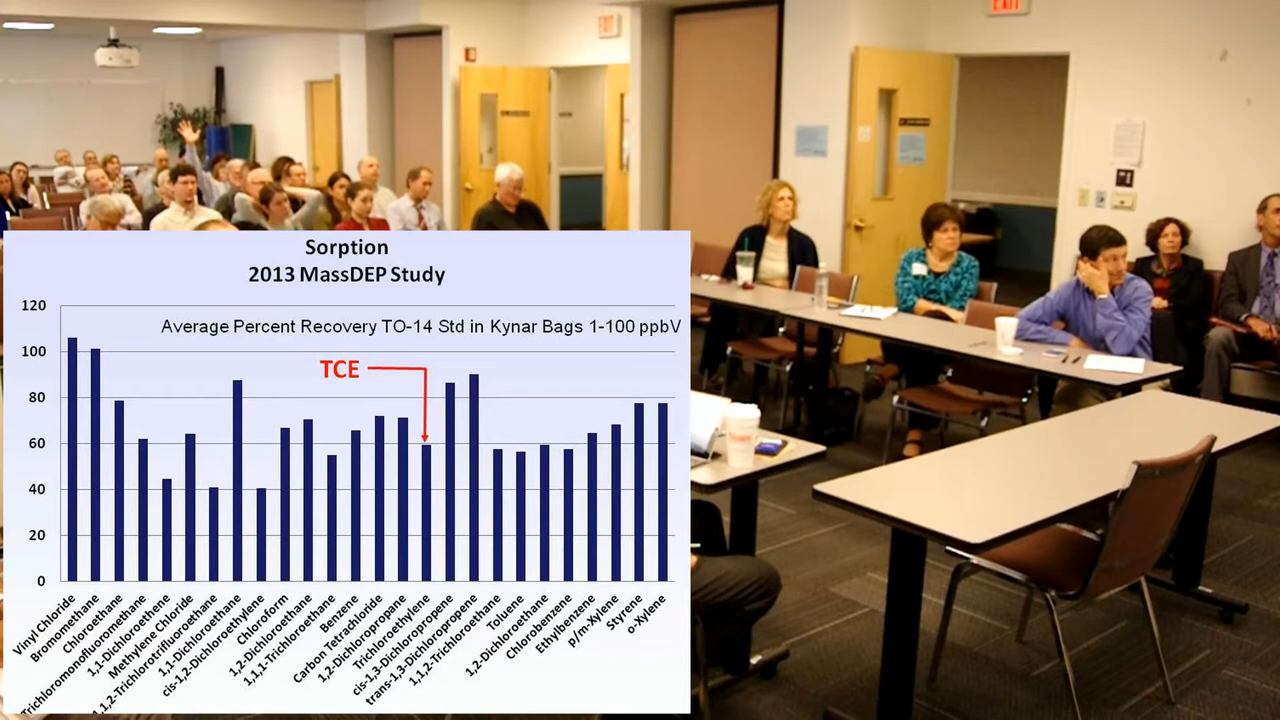 EXIT
EXIT
Sorption
2013 MassDEP Study
Average Percent Recovery TO-14 Std in Kynar Bags 1-100 ppbV
TCE
120
100
80
60
40
20
0
Vinyl Chloride
Bromomethane
Chloroethane
Trichloromonofluoromethane
1,1-Dichloroethene
Methylene Chloride
1,1,2-Trichlorotrifluoroethane
1,1-Dichloroethane
cis-1,2-Dichloroethylene
Chloroform
1,2-Dichloroethane
1,1,1-Trichloroethane
Benzene
Carbon Tetrachloride
1,2-Dichloropropane
Trichloroethylene
cis-1,3-Dichloropropene
trans-1,3-Dichloropropene
1,1,2-Trichloroethane
Toluene
1,2-Dichloroethane
Chlorobenzene
Ethylbenzene
p/m-Xylene
Styrene
o-Xylene